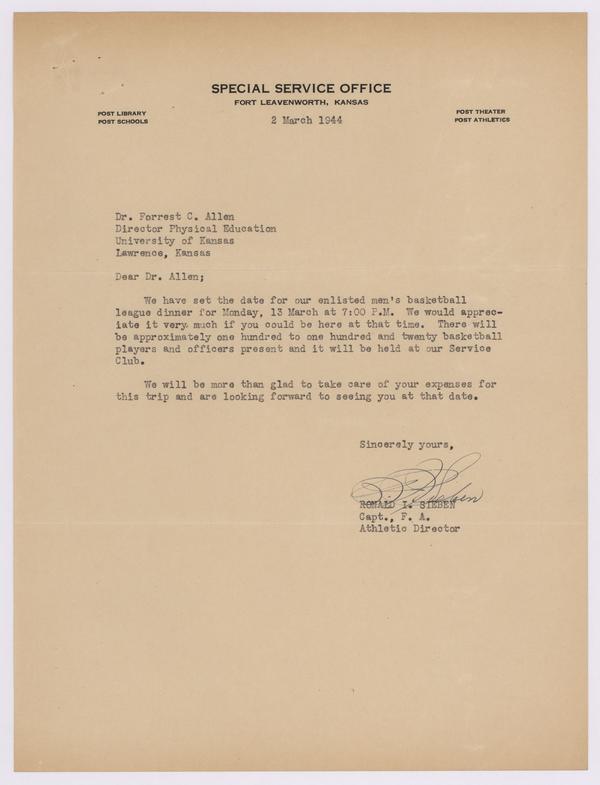 SPECIAL SERVICE OFFICE
FORT LEAVENWORTH, KANSAS
POST LIBRARY
POST SCHOOLS
POST THEATER
POST ATHLETICS
2 March 1944
Dr. Forrest C. Allen
Director Physical Education
University of Kansas
Lawrence, Kansas
Dear Dr. Allen;
We have set the date for our enlisted men's basketball
league dinner for Monday, 13 March at 7:00 P.M. We would apprec-
iate it very much if you could be here at that time. There will
be approximately one hundred to one hundred and twenty basketball
players and officers present and it will be held at our Service
Club.
We will be more than glad to take care of your expenses for
this trip and are looking forward to seeing you at that date.
Sincerely yours,
RONALD I. SIEBEN
Capt., F. A.
Athletic Director